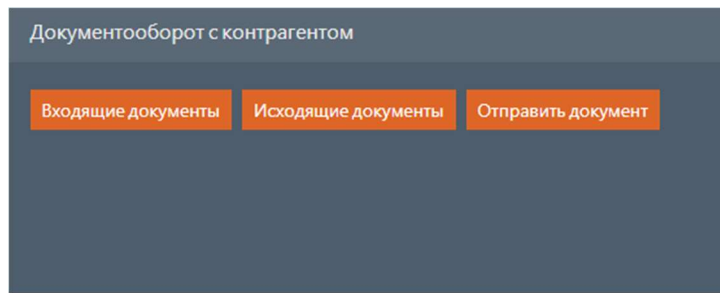 Документооборот с контрагентом
Входящие документы Исходящие документы Отправить документ